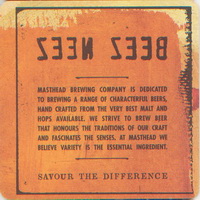 BEEZ NEEZ
MASTHEAD BREWING COMPANY IS DEDICATED
TO BREWING A RANGE OF CHARACTERFUL BEERS,
HAND CRAFTED FROM THE VERY BEST MALT AND
HOPS AVAILABLE. WE STRIVE TO BREW BEER
THAT HONOURS THE TRADITIONS OF OUR CRAFT
AND FASCINATES THE SENSES. AT MASTHEAD WE
BELIEVE VARIETY IS THE ESSENTIAL INGREDIENT.
SAVOUR THE DIFFERENCE